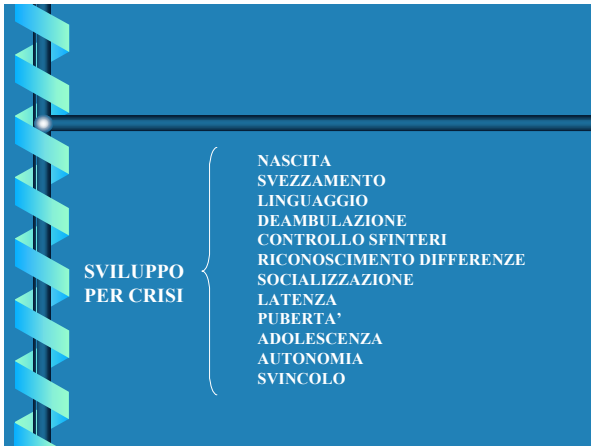 SVILUPPO
PER CRISI
NASCITA
SVEZZAMENTO
LINGUAGGIO
DEAMBULAZIONE
CONTROLLO SFINTERI
RICONOSCIMENTO DIFFERENZE
SOCIALIZZAZIONE
LATENZA
PUBERTA’
ADOLESCENZA
AUTONOMIA
SVINCOLO